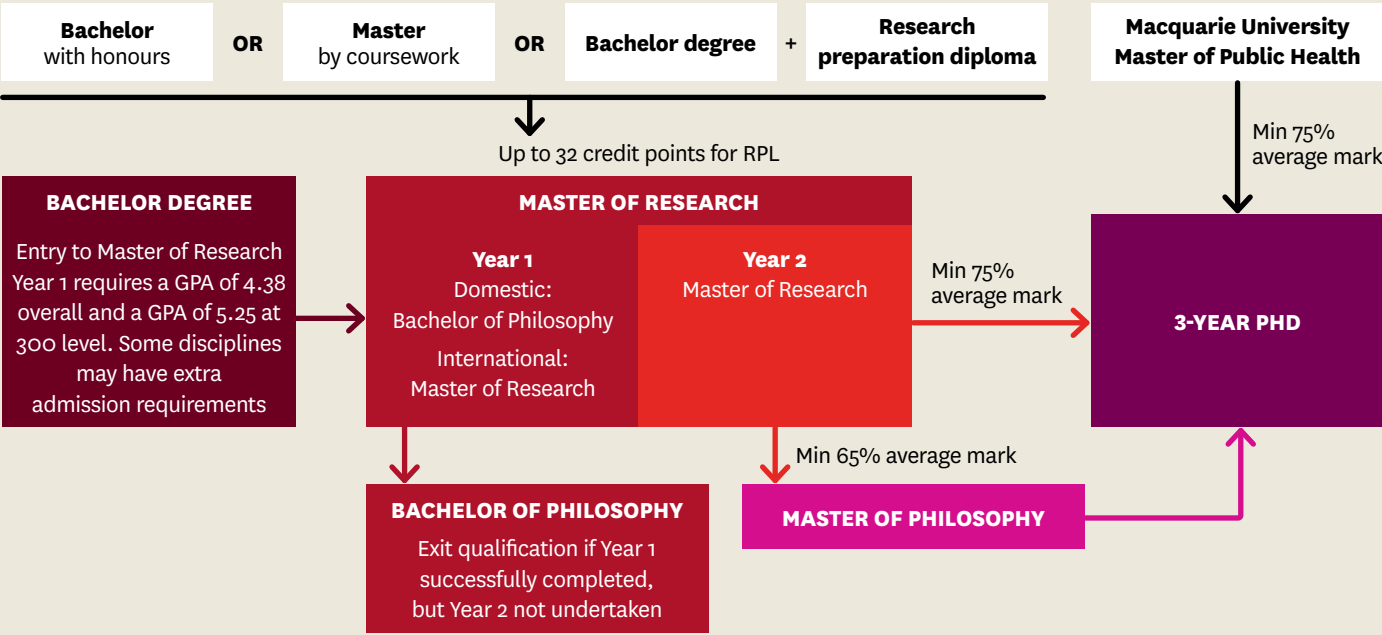 Bachelor
with honours
OR
Master
by coursework
OR
Bachelor degree
+
Research
preparation diploma
Macquarie University
Master of Public Health
Min 75%
average mark
Up to 32 credit points for RPL
BACHELOR DEGREE
Entry to Master of Research
Year 1 requires a GPA of 4.38
overall and a GPA of 5.25 at
300 level. Some disciplines
may have extra
admission requirements
MASTER OF RESEARCH
Year 1
Domestic:
Bachelor of Philosophy
International:
Master of Research
Year 2
Master of Research
Min 75%
average mark
3-YEAR PHD
Min 65% average mark
BACHELOR OF PHILOSOPHY
Exit qualification if Year 1
successfully completed,
but Year 2 not undertaken
MASTER OF PHILOSOPHY